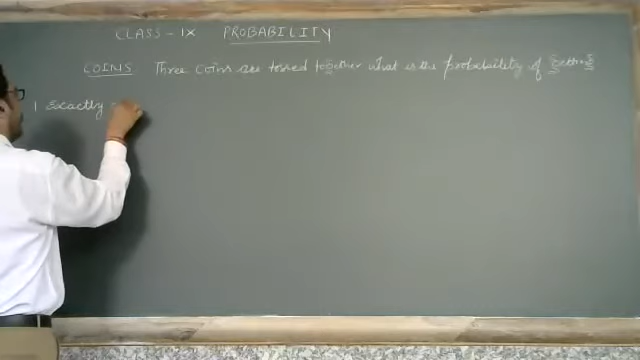 CLASS - IX PROBABILITY
COINS Three coins are tossed together what is the probability of getting
1 Exactly